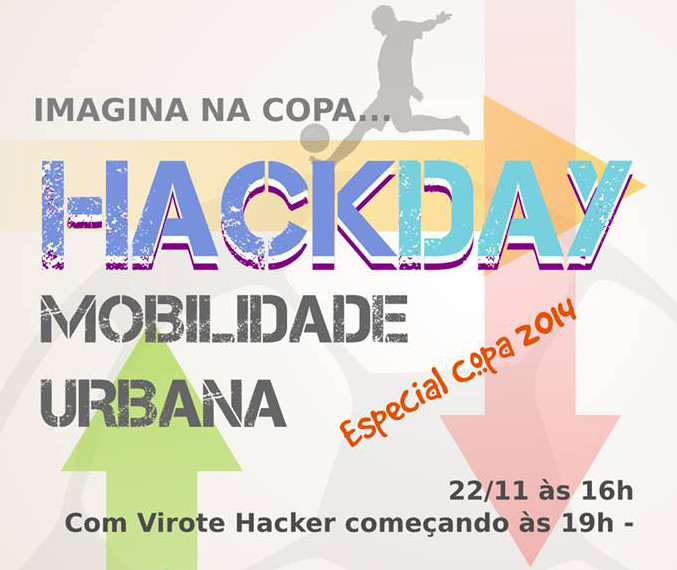 IMAGINA NA COPA...
HACKDAY
MOBILIDADE
URBANA
Especial Copa 2014
22/11 às 16h
Com Virote Hacker começando às 19h -